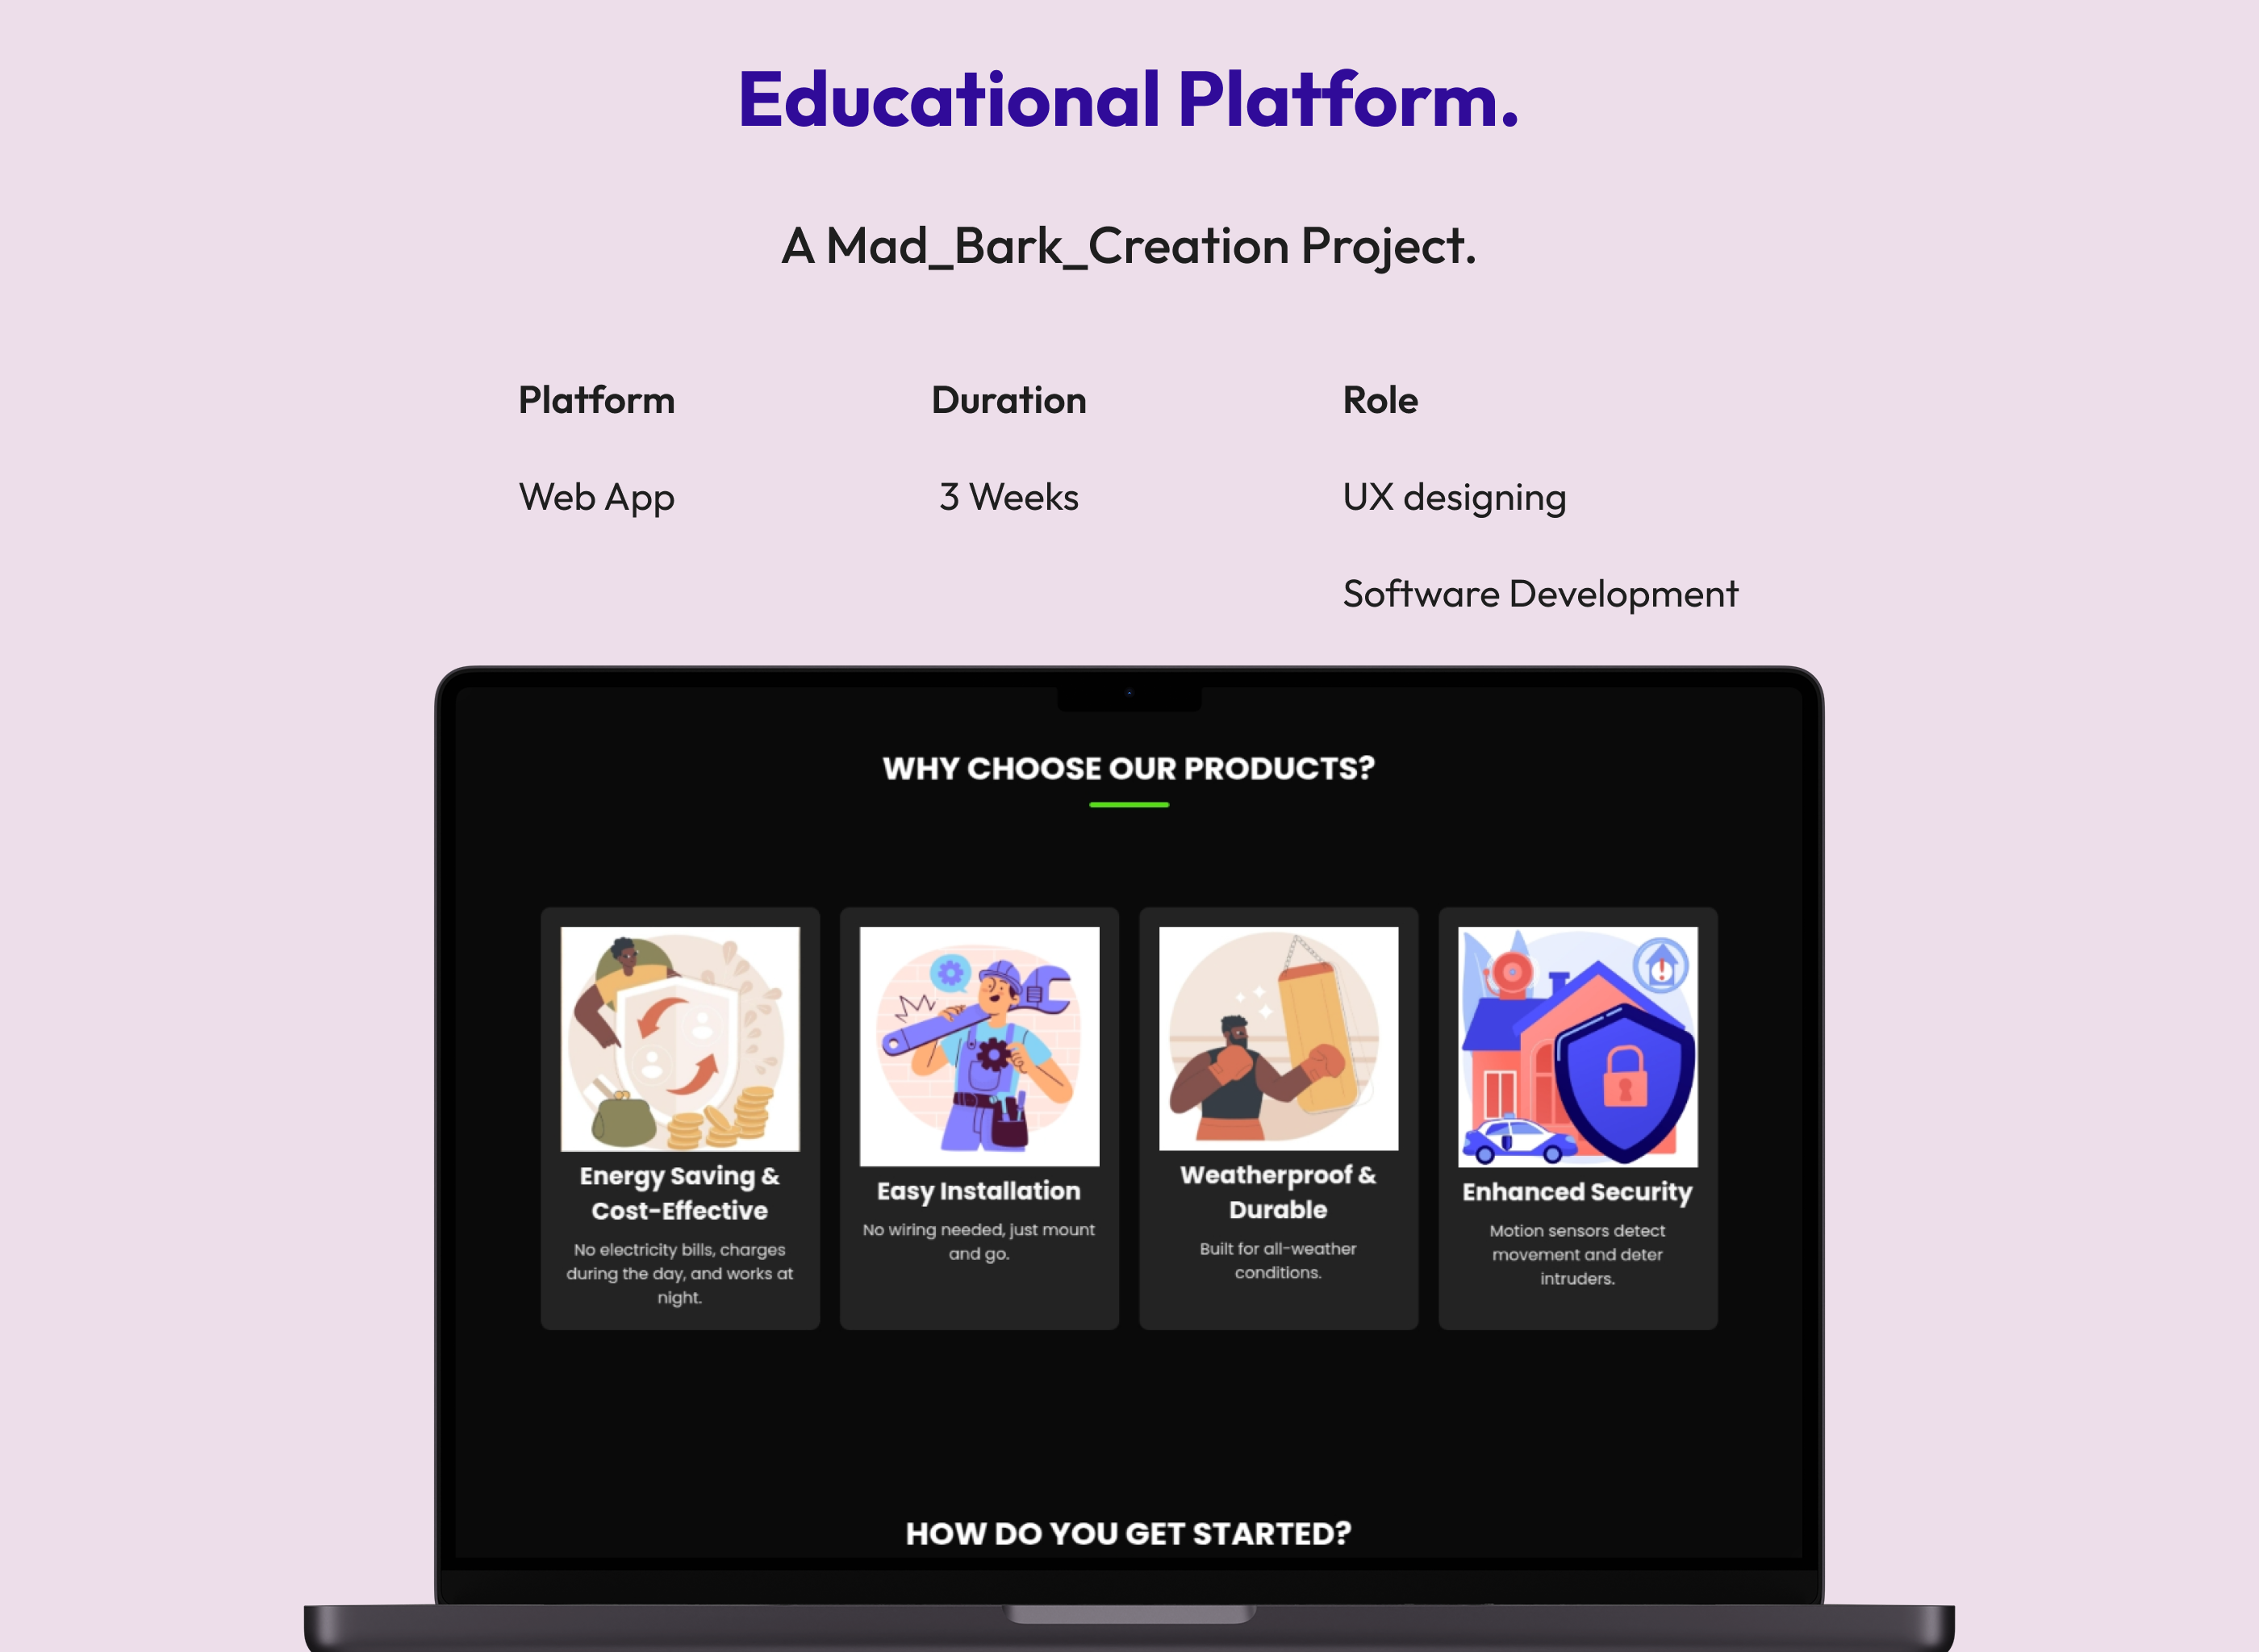 Educational Platform.
A Mad_Bark_Creation Project.
Platform
Duration
Role
Web App
3 Weeks
UX designing
Software Development
WHY CHOOSE OUR PRODUCTS?
Energy Saving &
Cost-Effective
No electricity bills, charges
during the day, and works at
night.
Easy Installation
No wiring needed, just mount
and go.
Weatherproof &
Durable
Built for all-weather
conditions.
Enhanced Security
Motion sensors detect
movement and deter
intruders.
HOW DO YOU GET STARTED?